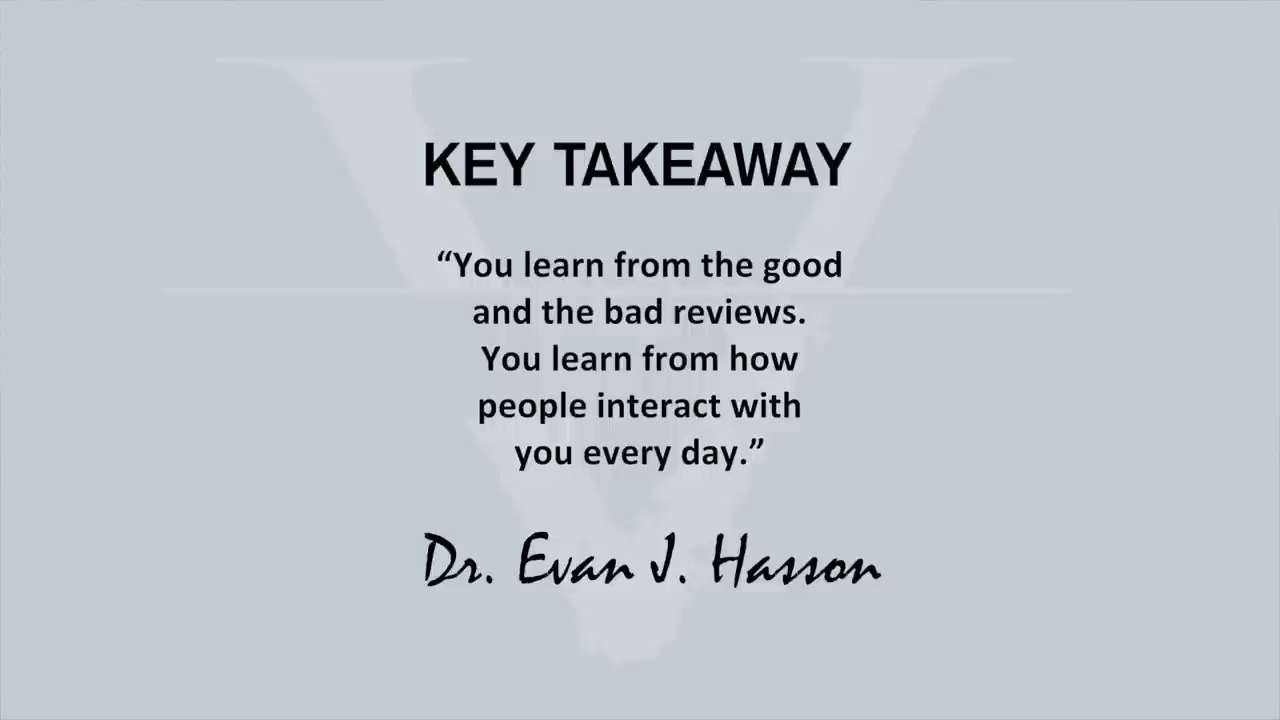 KEY TAKEAWAY
“You learn from the good
and the bad reviews.
You learn from how
people interact with
you every day.”
Dr. Evan J. Hasson